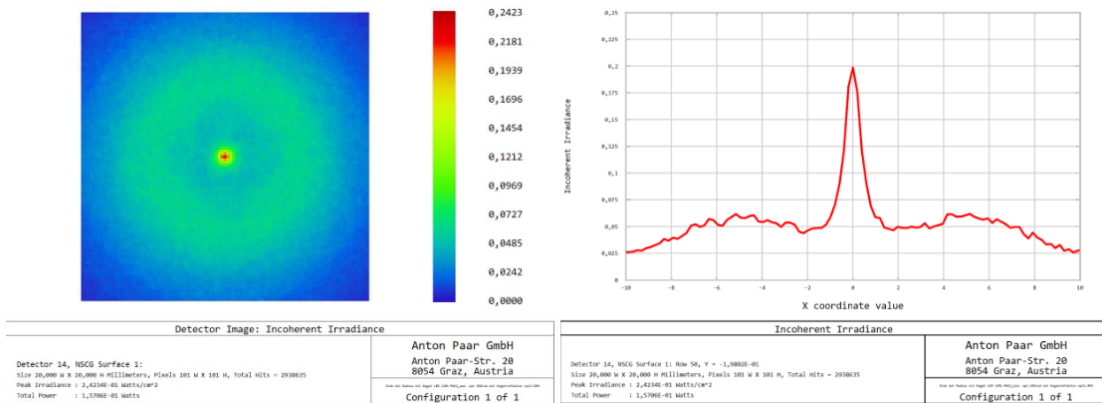 0,2423
0,2181
0,1939
0,1696
0,1454
0,1212
0,0969
0,0727
0,0485
0,0242
0,0000
Detector Image: Incoherent Irradiance
Detector 14, NSCG Surface 1:
Size 20,000 W X 20,000 H Millimeters, Pixels 101 W X 101 H, Total Hits = 2938635
Peak Irradiance : 2,4234E-01 Watts/cm^2
Total Power : 1,5706E-01 Watts
Anton Paar GmbH
Anton Paar-Str. 20
8054 Graz, Austria
Configuration 1 of 1
0,25
0,225
0,2
0,175
0,15
0,125
0,1
0,075
0,05
0,025
0
Incoherent Irradiance
-10
-8
-6
-4
-2
0
2
4
6
8
10
X coordinate value
Incoherent Irradiance
Detector 14, NSCG Surface 1: Row 50, Y = -1,9802E-01
Size 20,000 W X 20,000 H Millimeters, Pixels 101 W X 101 H, Total Hits = 2938635
Peak Irradiance : 2,4234E-01 Watts/cm^2
Total Power : 1,5706E-01 Watts
Anton Paar GmbH
Anton Paar-Str. 20
8054 Graz, Austria
Configuration 1 of 1